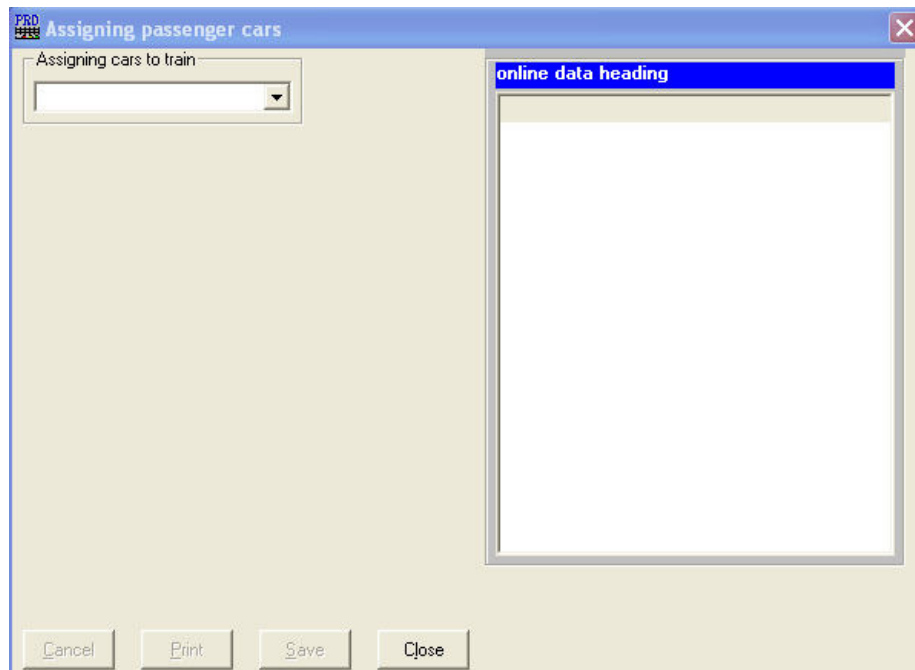 PRD
Assigning passenger cars
Assigning cars to train
online data heading
Cancel
Print
Save
Close